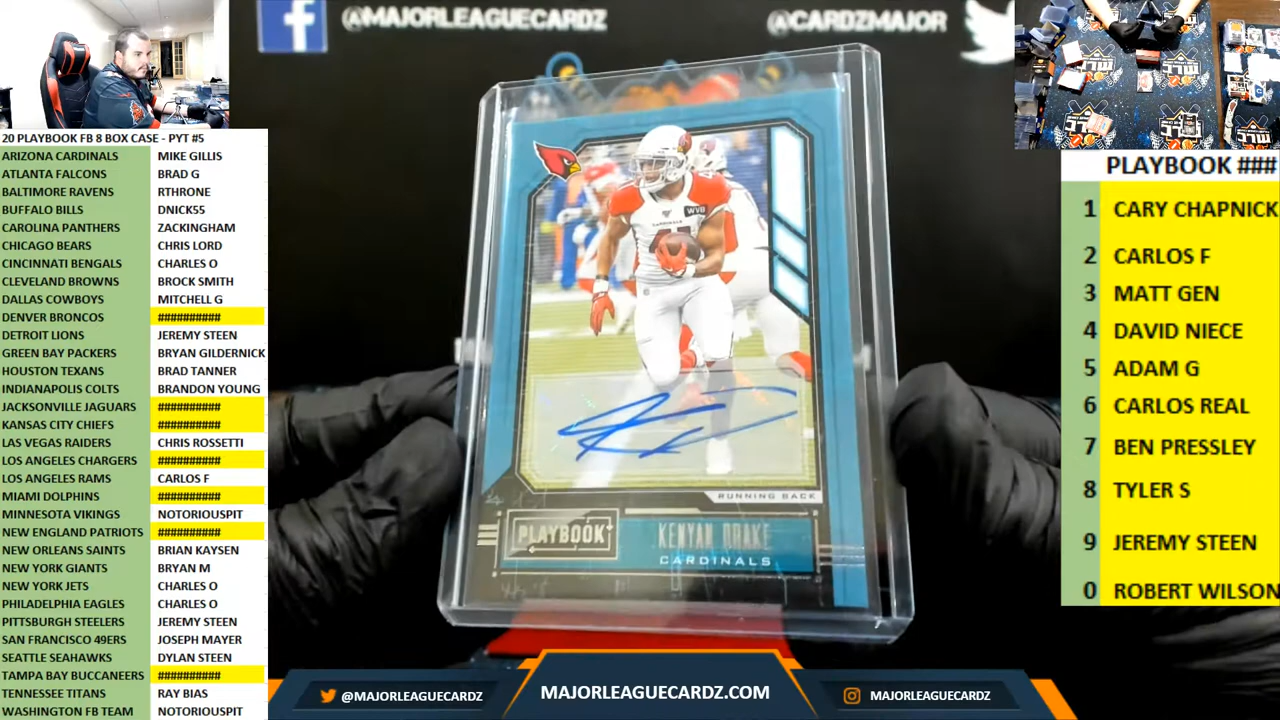 @MAJORLEAGUECARDZ
@CARDZMAJOR
20 PLAYBOOK FB 8 BOX CASE - PYT #5
ARIZONA CARDINALS MIKE GILLIS
ATLANTA FALCONS BRAD G
BALTIMORE RAVENS RTHRONE
BUFFALO BILLS DNICK55
CAROLINA PANTHERS ZACKINGHAM
CHICAGO BEARS CHRIS LORD
CINCINNATI BENGALS CHARLES O
CLEVELAND BROWNS BROCK SMITH
DALLAS COWBOYS MITCHELL G
DENVER BRONCOS ##########
DETROIT LIONS JEREMY STEEN
GREEN BAY PACKERS BRYAN GILDERNICK
HOUSTON TEXANS BRAD TANNER
INDIANAPOLIS COLTS BRANDON YOUNG
JACKSONVILLE JAGUARS ##########
KANSAS CITY CHIEFS ##########
LAS VEGAS RAIDERS CHRIS ROSSETTI
LOS ANGELES CHARGERS ##########
LOS ANGELES RAMS CARLOS F
MIAMI DOLPHINS ##########
MINNESOTA VIKINGS NOTORIOUSPIT
NEW ENGLAND PATRIOTS ##########
NEW ORLEANS SAINTS BRIAN KAYSEN
NEW YORK GIANTS BRYAN M
NEW YORK JETS CHARLES O
PHILADELPHIA EAGLES CHARLES O
PITTSBURGH STEELERS JEREMY STEEN
SAN FRANCISCO 49ERS JOSEPH MAYER
SEATTLE SEAHAWKS DYLAN STEEN
TAMPA BAY BUCCANEERS ##########
TENNESSEE TITANS RAY BIAS
WASHINGTON FB TEAM NOTORIOUSPIT
WVB
CARDINALS
41
RUNNING BACK
PLAYBOOK
KENYAN DRAKE
CARDINALS
PLAYBOOK ###
1 CARY CHAPNICK
2 CARLOS F
3 MATT GEN
4 DAVID NIECE
5 ADAM G
6 CARLOS REAL
7 BEN PRESSLEY
8 TYLER S
9 JEREMY STEEN
0 ROBERT WILSON
@MAJORLEAGUECARDZ
MAJORLEAGUECARDZ.COM
MAJORLEAGUECARDZ